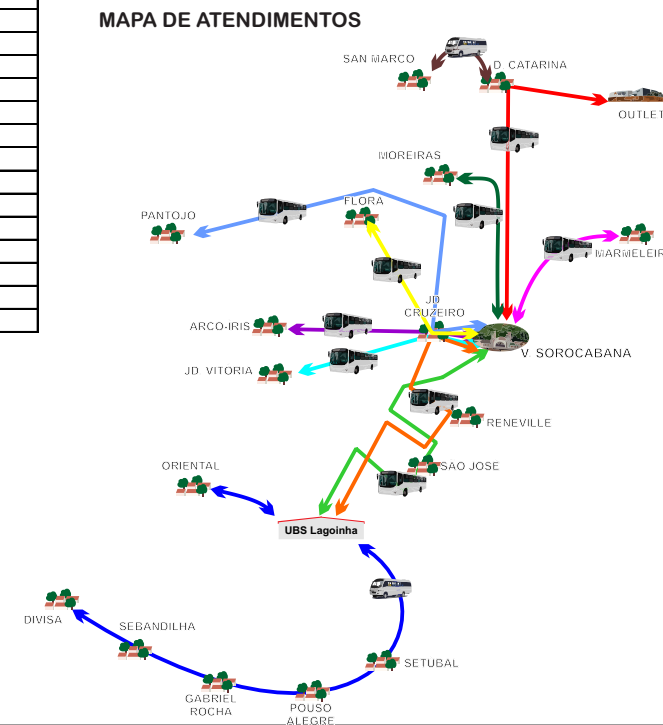 MAPA DE ATENDIMENTOS
SAN MARCO
D. CATARINA
OUTLET
MOREIRAS
FLORA
PANTOJO
MARMELEIR
JD
CRUZEIRO
ARCO-IRIS
V. SOROCABANA
JD. VITORIA
RENEVILLE
ORIENTAL
SAO JOSE
UBS Lagoinha
DIVISA
SEBANDILHA
SETUBAL
GABRIEL
ROCHA
POUSO
ALEGRE